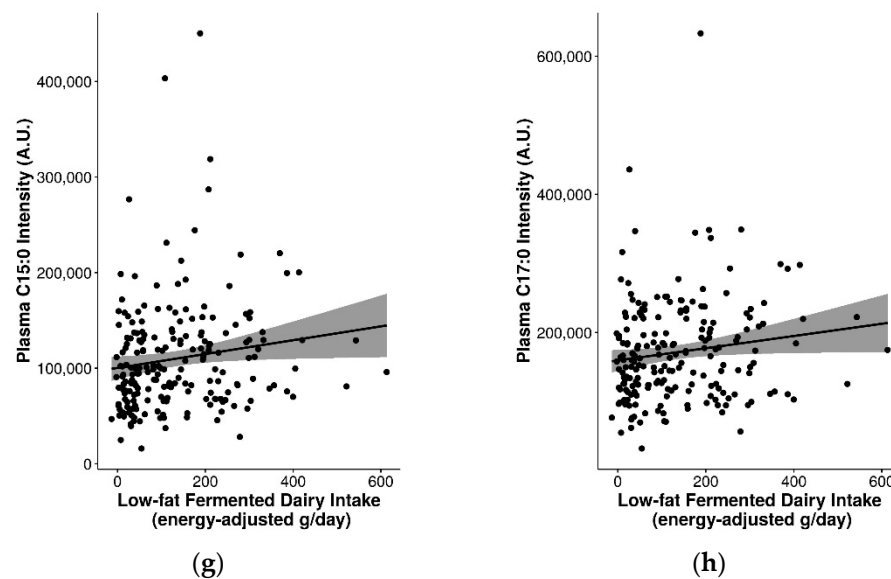 400,000
300,000
200,000
100,000
0
Plasma C15:0 Intensity (A.U.)
0 200 400 600
Low-fat Fermented Dairy Intake
(energy-adjusted g/day)
(g)
600,000
400,000
200,000
Plasma C17:0 Intensity (A.U.)
0 200 400 600
Low-fat Fermented Dairy Intake
(energy-adjusted g/day)
(h)